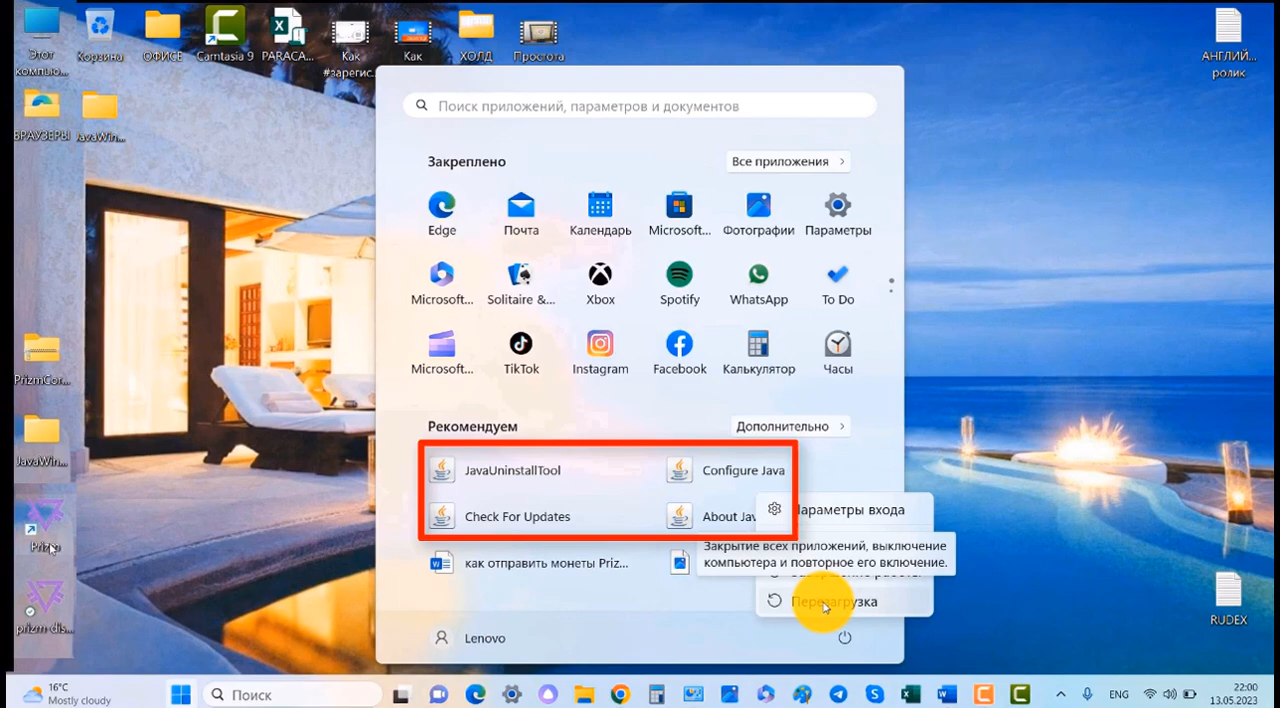 Этот
компью...
Корзина
ОФИСЕ
Camtasia 9
PARACA...
Как
#зарегис...
Как
ХОЛД
Простота
АНГЛИЙ...
ролик
БРАУЗЕРЫ
JavaWin...
Поиск приложений, параметров и документов
Закреплено
Все приложения
Edge
Почта
Календарь
Microsoft...
Фотографии
Параметры
Microsoft...
Solitaire &...
Xbox
Spotify
WhatsApp
To Do
Microsoft...
TikTok
Instagram
Facebook
Калькулятор
Часы
PrizmCor...
JavaWin...
Prizm
prizm-dis...
Рекомендуем
Дополнительно
JavaUninstallTool
Configure Java
Check For Updates
About Jav
Параметры входа
как отправить монеты Priz...
Закрытие всех приложений, выключение
компьютера и повторное его включение.
Завершение работы
Перезагрузка
RUDEX
Lenovo
16°C
Mostly cloudy
Поиск
ENG
22:00
13.05.2023